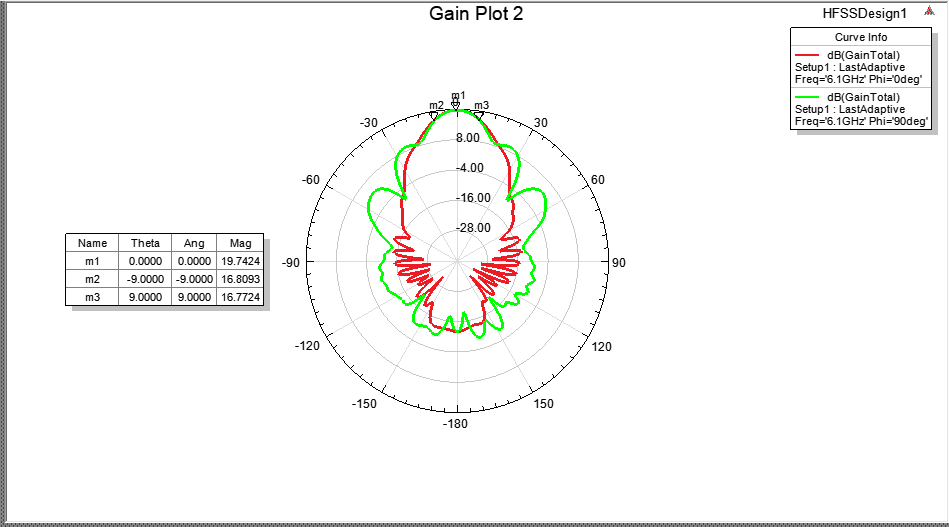 Gain Plot 2
HFSSDesign1
Curve Info
dB(GainTotal)
Setup1 : LastAdaptive
Freq='6.1GHz' Phi='0deg'
dB(GainTotal)
Setup1 : LastAdaptive
Freq='6.1GHz' Phi='90deg'
m1
m2
m3
-30
30
8.00
-60
-4.00
60
-16.00
-28.00
Name Theta Ang Mag
m1 0.0000 0.0000 19.7424
m2 -9.0000 -9.0000 16.8093
m3 9.0000 9.0000 16.7724
-90
90
-120
120
-150
150
-180